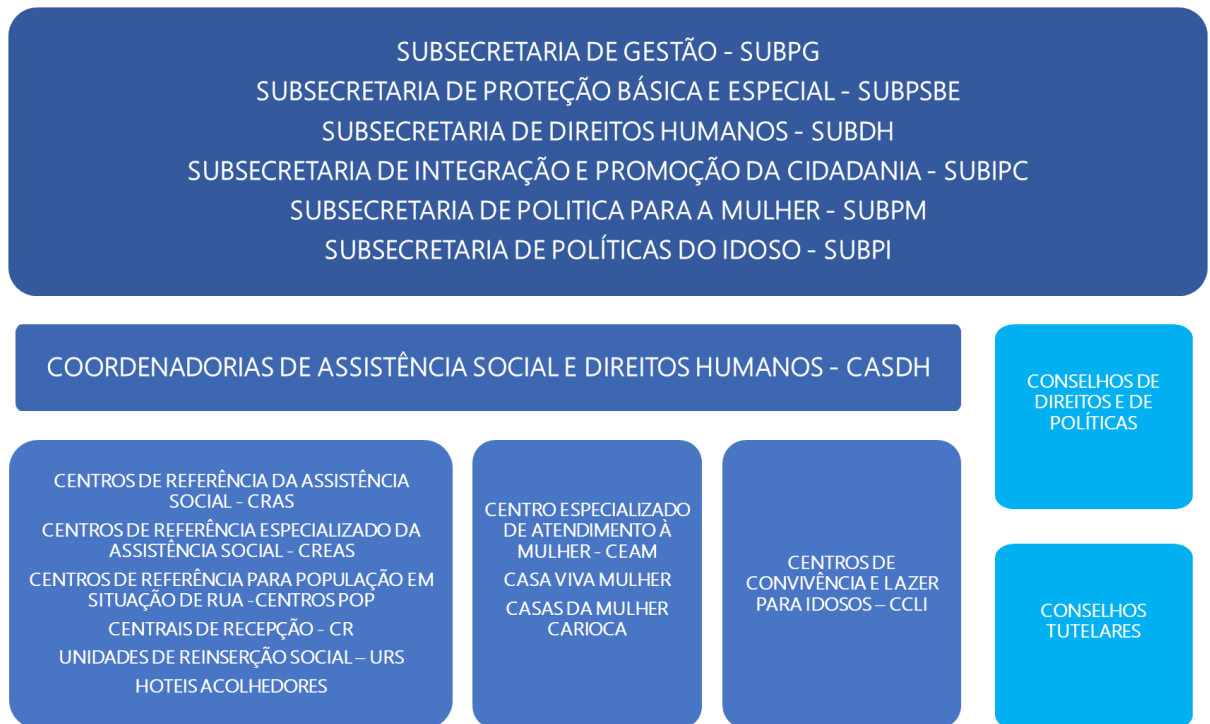 SUBSECRETARIA DE GESTÃO - SUBPG
SUBSECRETARIA DE PROTEÇÃO BÁSICA E ESPECIAL - SUBPSBE
SUBSECRETARIA DE DIREITOS HUMANOS - SUBDH
SUBSECRETARIA DE INTEGRAÇÃO E PROMOÇÃO DA CIDADANIA - SUBIPC
SUBSECRETARIA DE POLITICA PARA A MULHER - SUBPM
SUBSECRETARIA DE POLÍTICAS DO IDOSO - SUBPI
COORDENADORIAS DE ASSISTÊNCIA SOCIAL E DIREITOS HUMANOS - CASDH
CENTROS DE REFERÊNCIA DA ASSISTÊNCIA
SOCIAL - CRAS
CENTROS DE REFERÊNCIA ESPECIALIZADO DA
ASSISTÊNCIA SOCIAL - CREAS
CENTROS DE REFERÊNCIA PARA POPULAÇÃO EM
SITUAÇÃO DE RUA -CENTROS POP
CENTRAIS DE RECEPÇÃO - CR
UNIDADES DE REINSERÇÃO SOCIAL – URS
HOTEIS ACOLHEDORES
CENTRO ESPECIALIZADO
DE ATENDIMENTO À
MULHER - CEAM
CASA VIVA MULHER
CASAS DA MULHER
CARIOCA
CENTROS DE
CONVIVÊNCIA E LAZER
PARA IDOSOS – CCLI
CONSELHOS DE
DIREITOS E DE
POLÍTICAS
CONSELHOS
TUTELARES